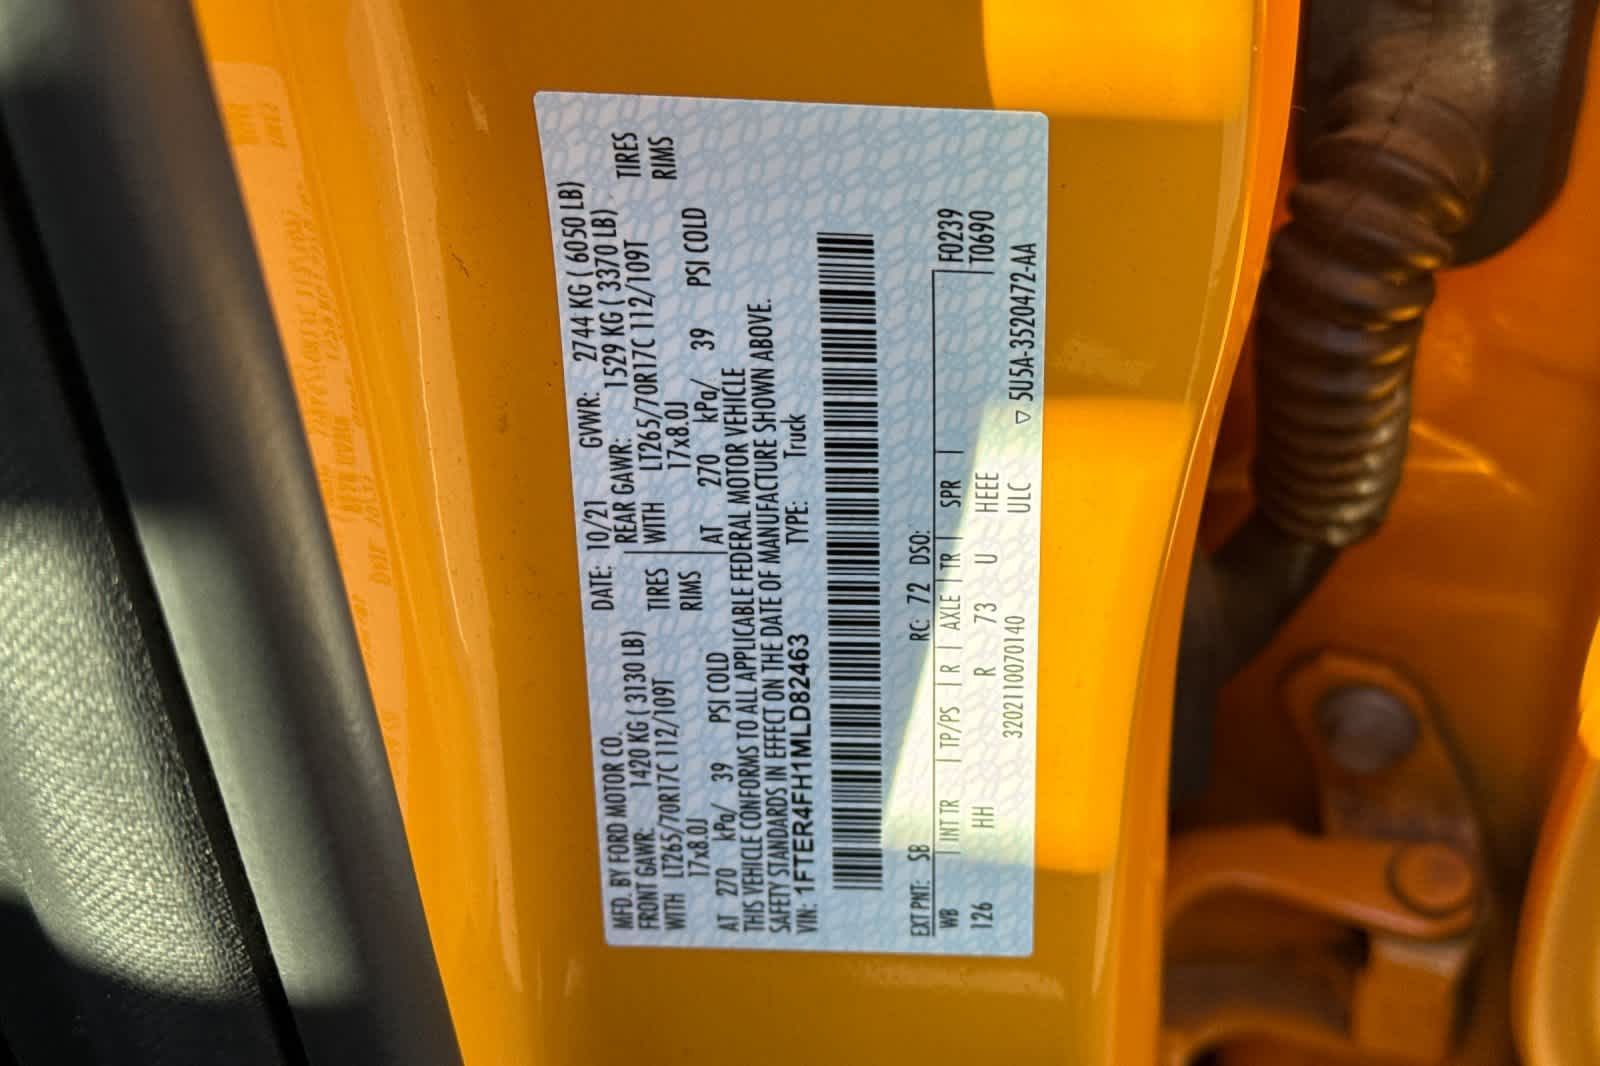 MFD. BY FORD MOTOR CO. DATE: 10/21 GVWR: 2744 KG ( 6050 LB)
FRONT GAWR: 1420 KG ( 3130 LB) REAR GAWR: 1529 KG ( 3370 LB)
WITH LT265/70R17C 112/109T TIRES WITH LT265/70R17C 112/109T TIRES
17x8.0J RIMS 17x8.0J RIMS
AT 270 kPa/ 39 PSI COLD AT 270 kPa/ 39 PSI COLD
THIS VEHICLE CONFORMS TO ALL APPLICABLE FEDERAL MOTOR VEHICLE
SAFETY STANDARDS IN EFFECT ON THE DATE OF MANUFACTURE SHOWN ABOVE.
VIN: 1FTER4FH1MLD82463 TYPE: Truck
EXT PNT: SB RC: 72 DSO: F0239
WB INT TR TP/PS R AXLE TR SPR T0690
126 HH R 73 U HEEE
3202110070140 ULC ▽ 5U5A-3520472-AA